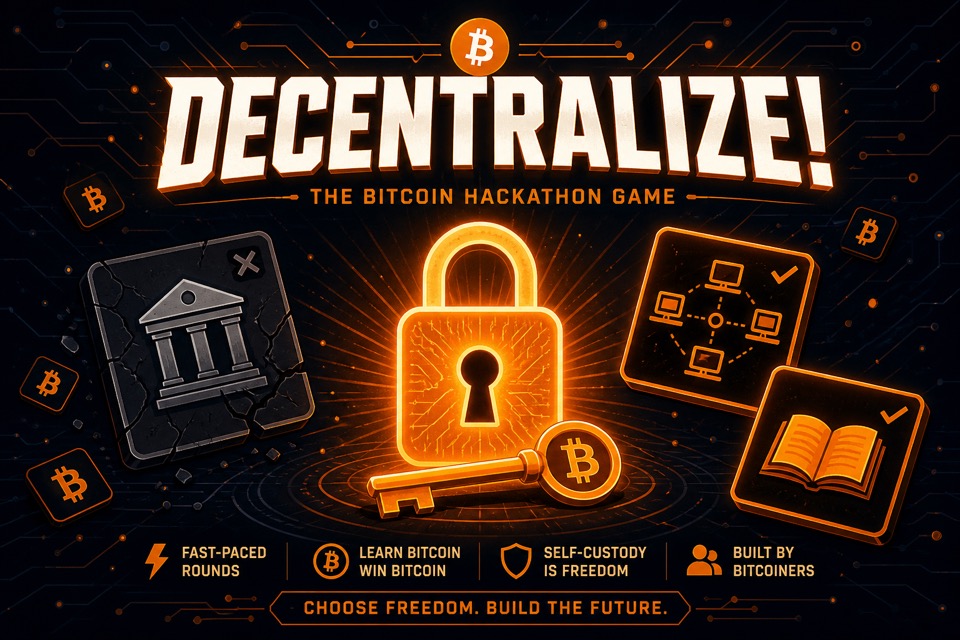 DECENTRALIZE!
THE BITCOIN HACKATHON GAME
FAST-PACED
ROUNDS
LEARN BITCOIN
WIN BITCOIN
SELF-CUSTODY
IS FREEDOM
BUILT BY
BITCOINERS
CHOOSE FREEDOM. BUILD THE FUTURE.